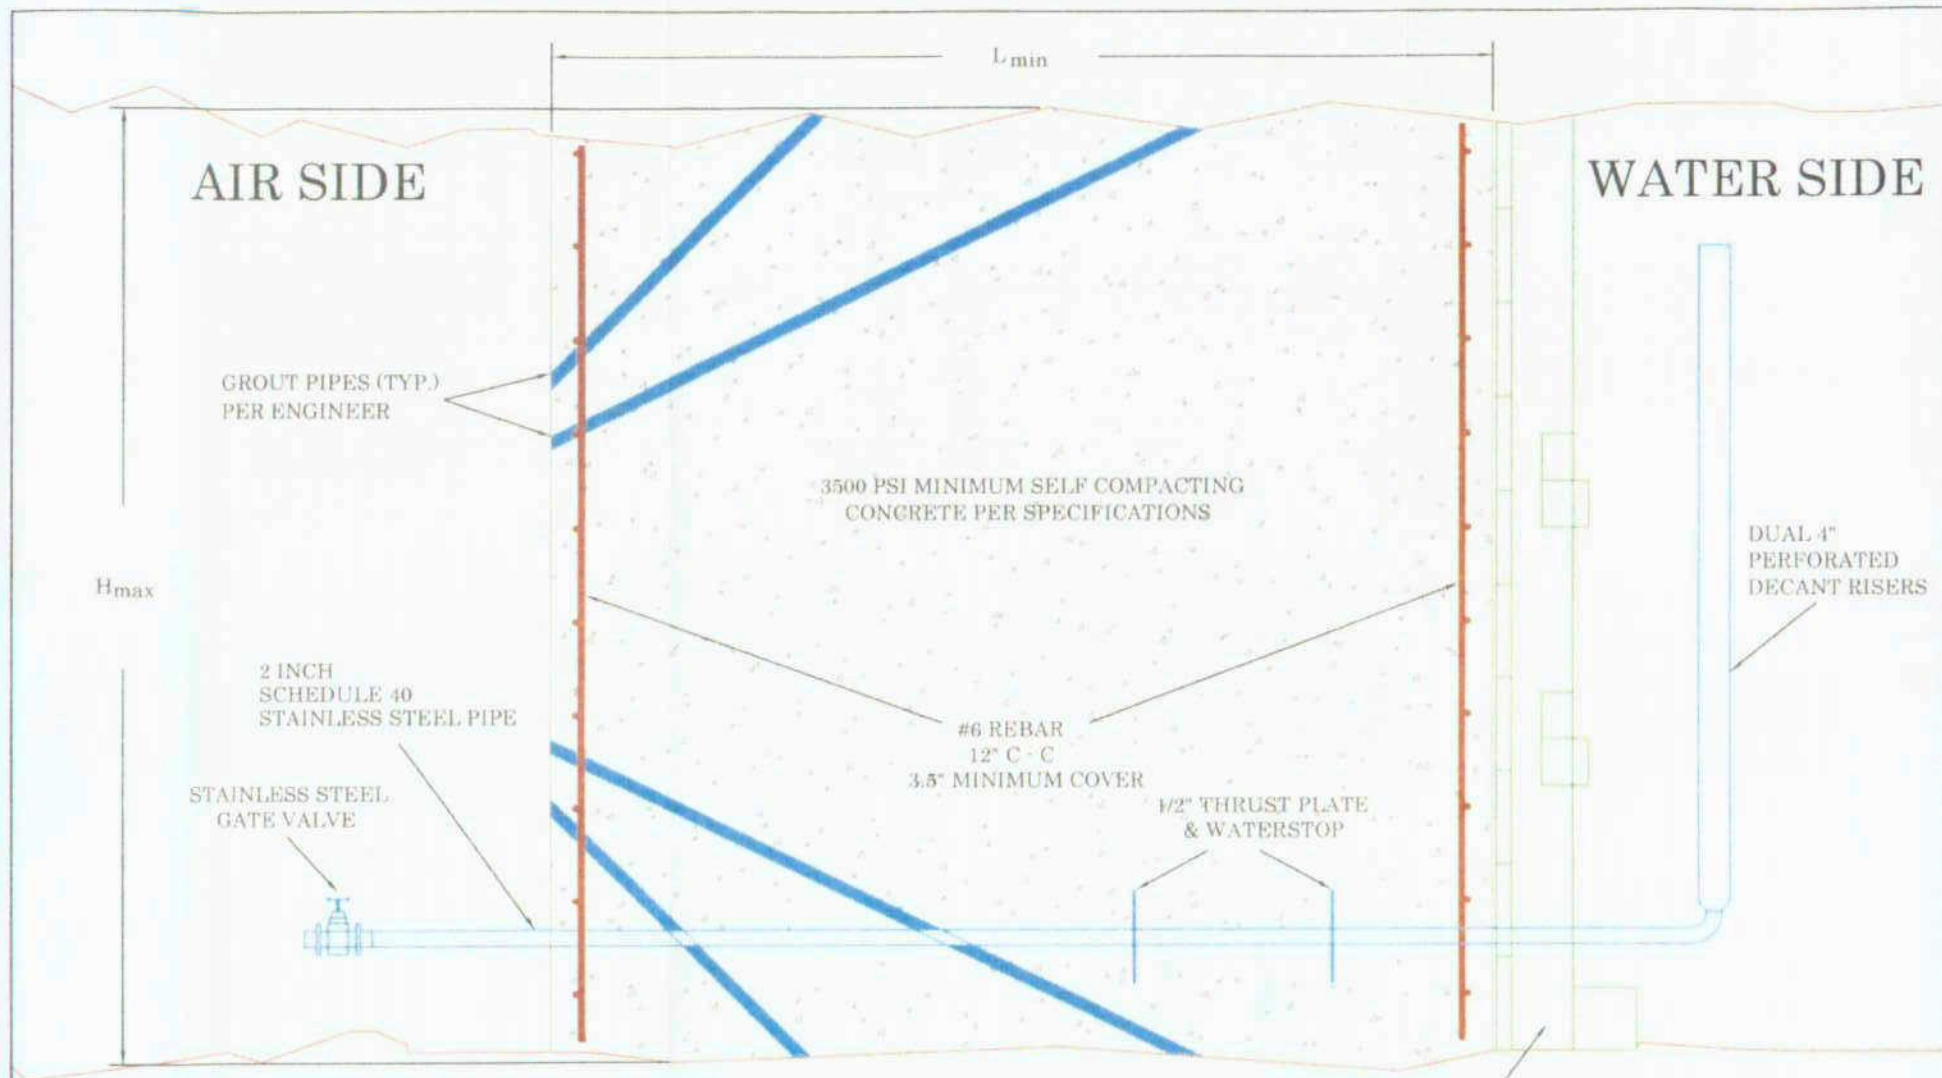 L min
AIR SIDE
WATER SIDE
GROUT PIPES (TYP.)
PER ENGINEER
3500 PSI MINIMUM SELF COMPACTING
CONCRETE PER SPECIFICATIONS
DUAL 4"
PERFORATED
DECANT RISERS
H max
2 INCH
SCHEDULE 40
STAINLESS STEEL PIPE
#6 REBAR
12" C - C
3.5" MINIMUM COVER
STAINLESS STEEL
GATE VALVE
1/2" THRUST PLATE
& WATERSTOP